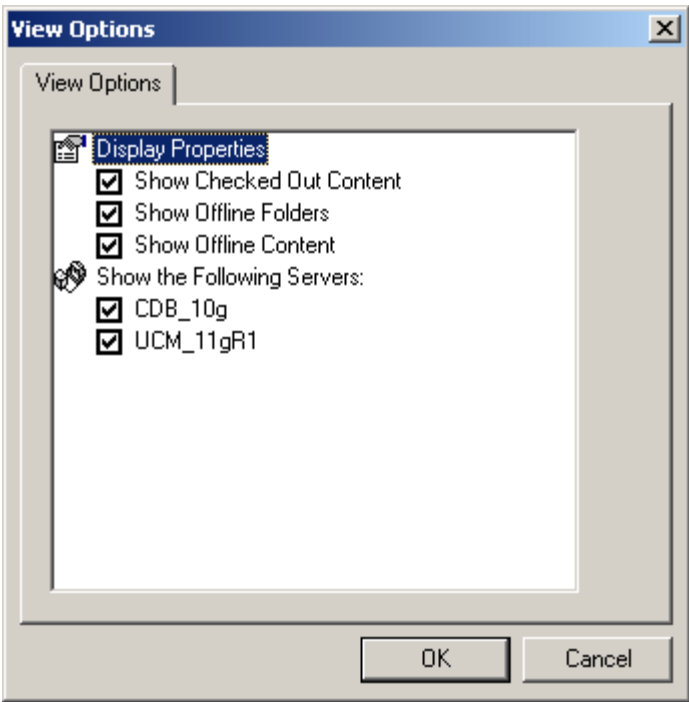 View Options
View Options
Display Properties
Show Checked Out Content
Show Offline Folders
Show Offline Content
Show the Following Servers:
CDB_10g
UCM_11gR1
OK
Cancel